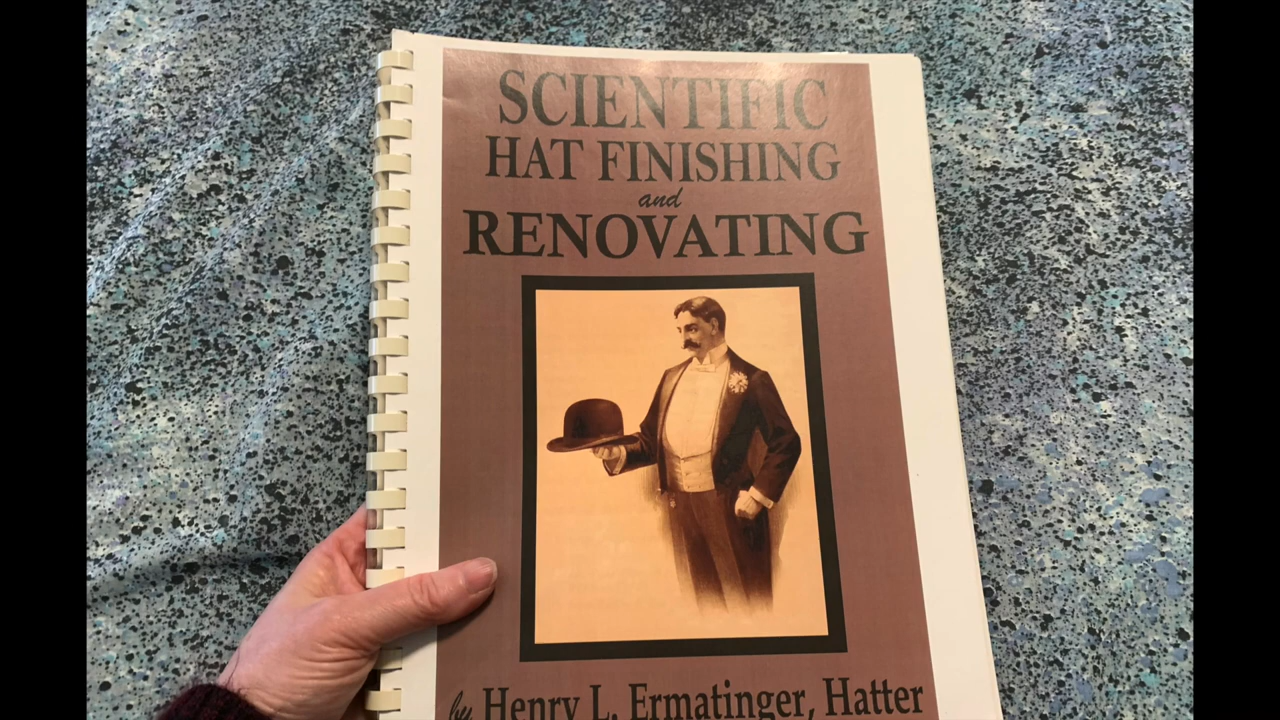 SCIENTIFIC
HAT FINISHING
and
RENOVATING
by Henry L. Ermatinger, Hatter